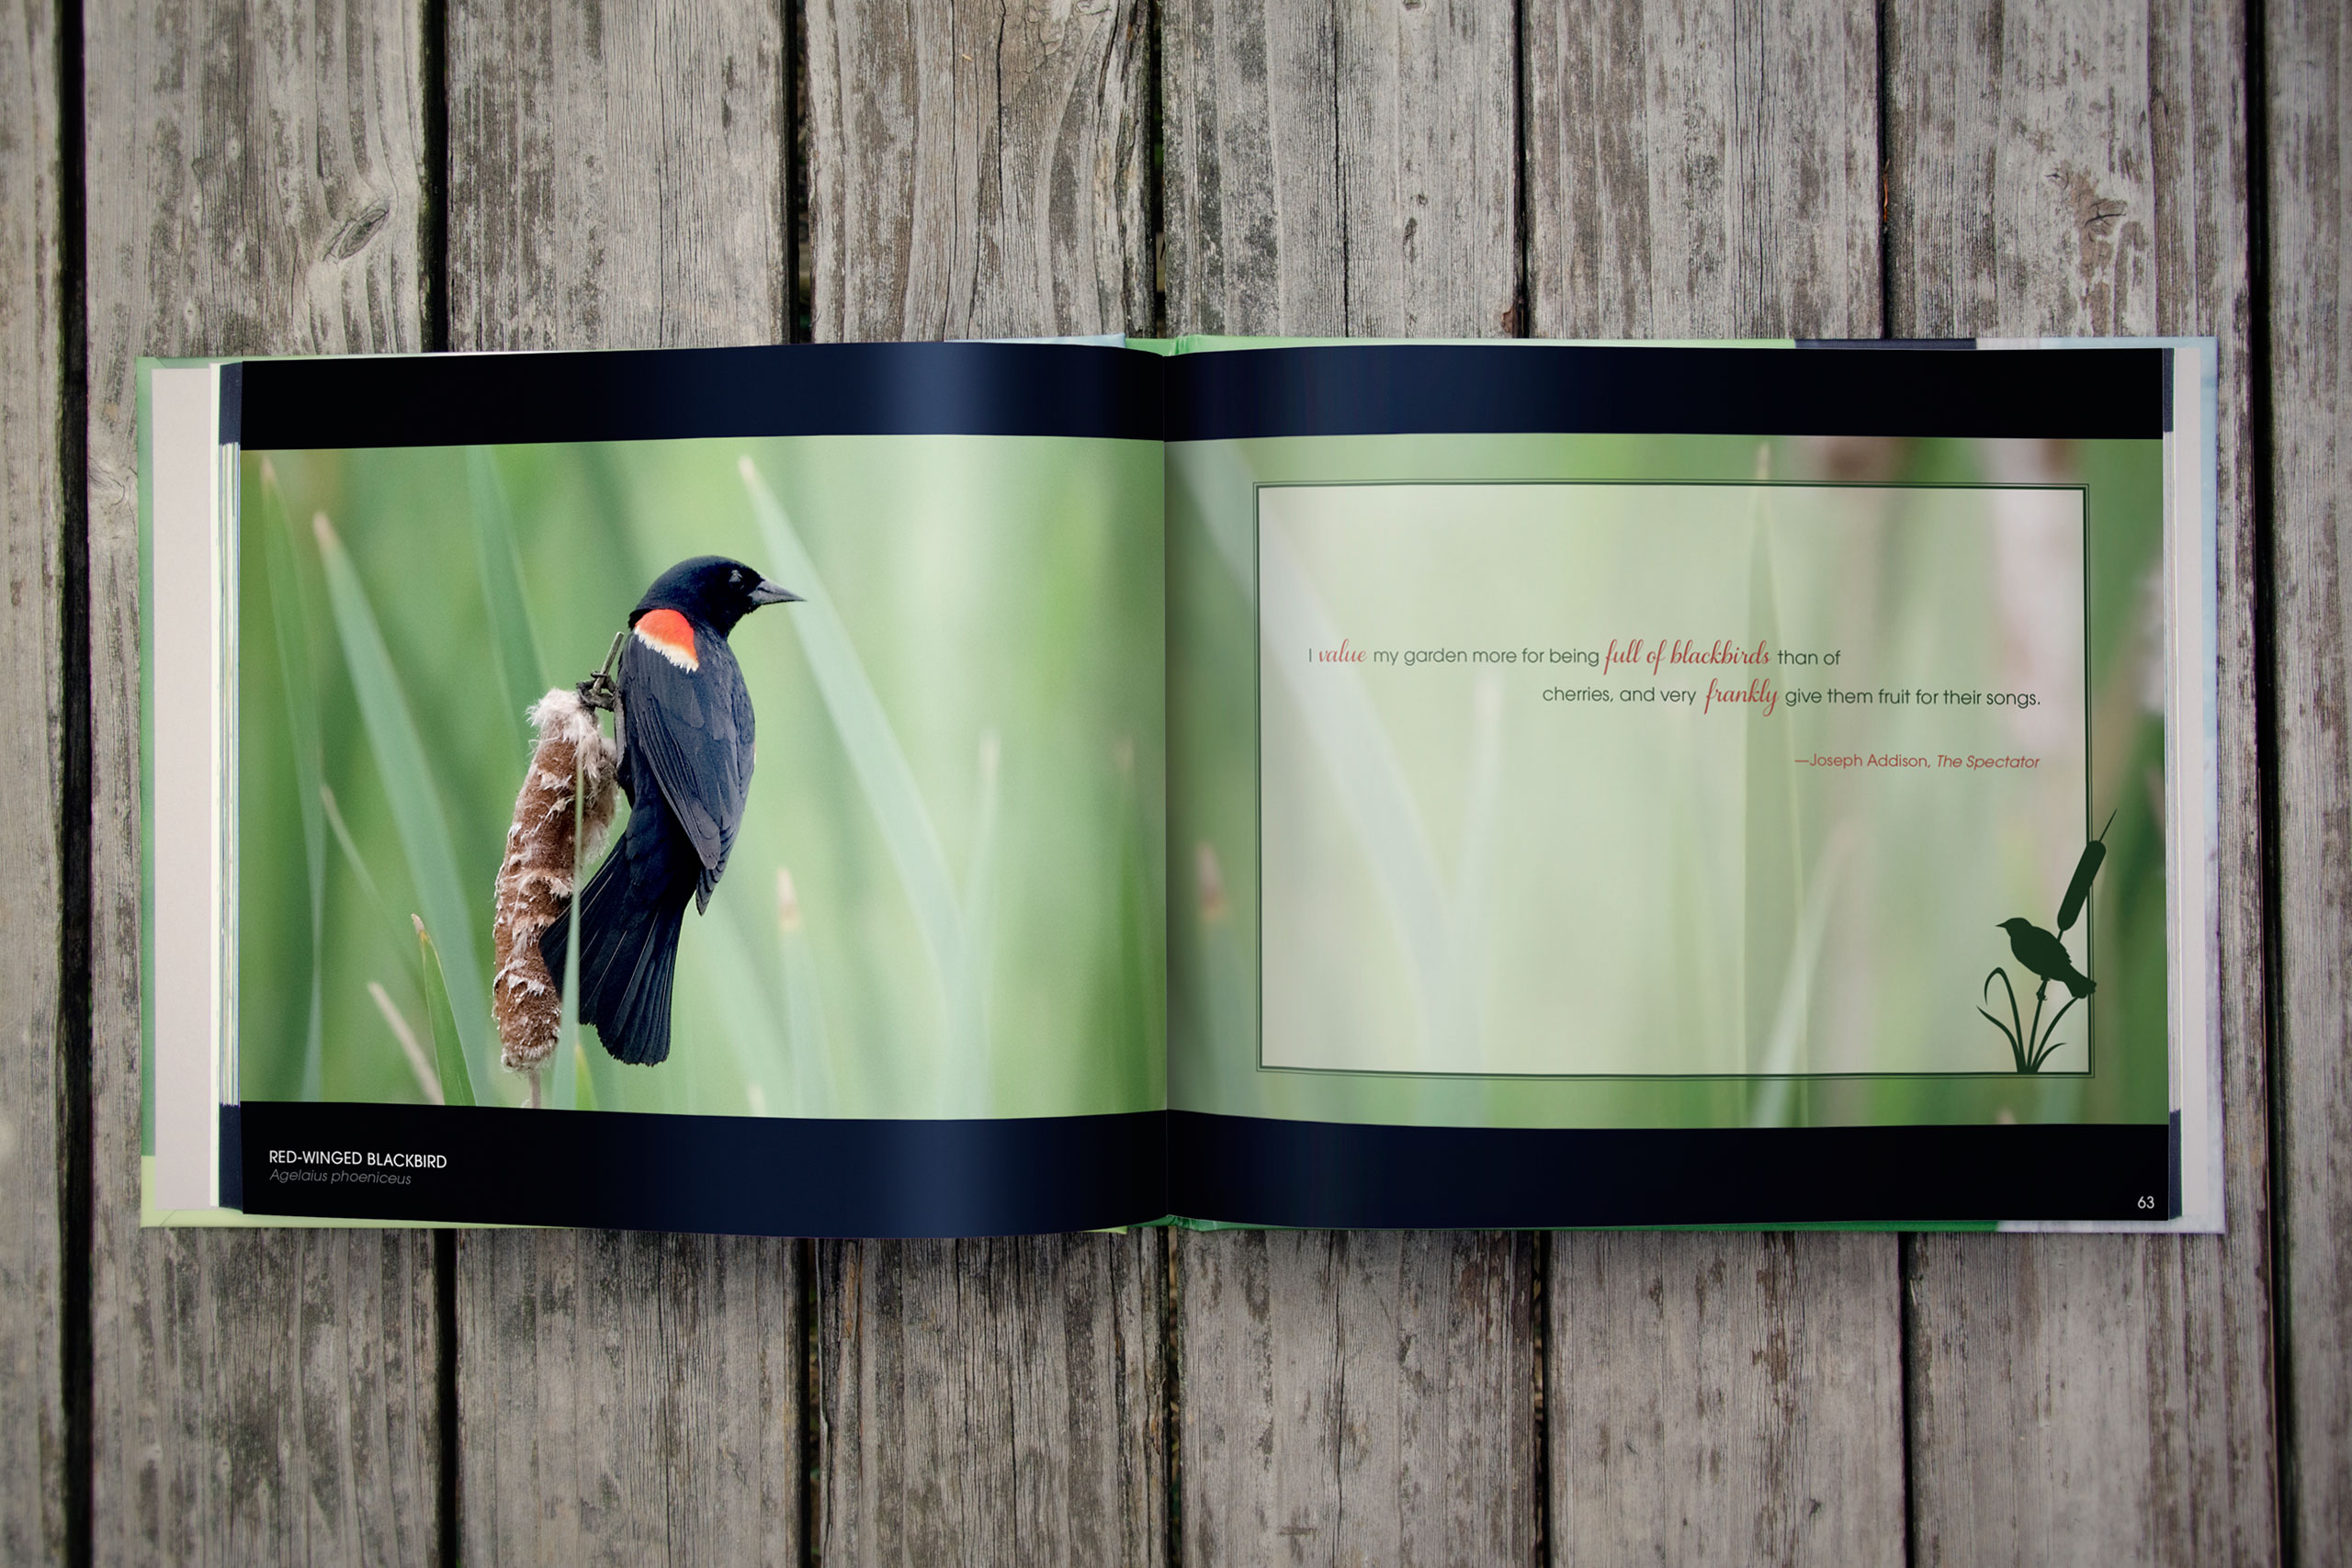 RED-WINGED BLACKBIRD
Agelaius phoeniceus
I value my garden more for being full of blackbirds than of
cherries, and very frankly give them fruit for their songs.
—Joseph Addison, The Spectator
63